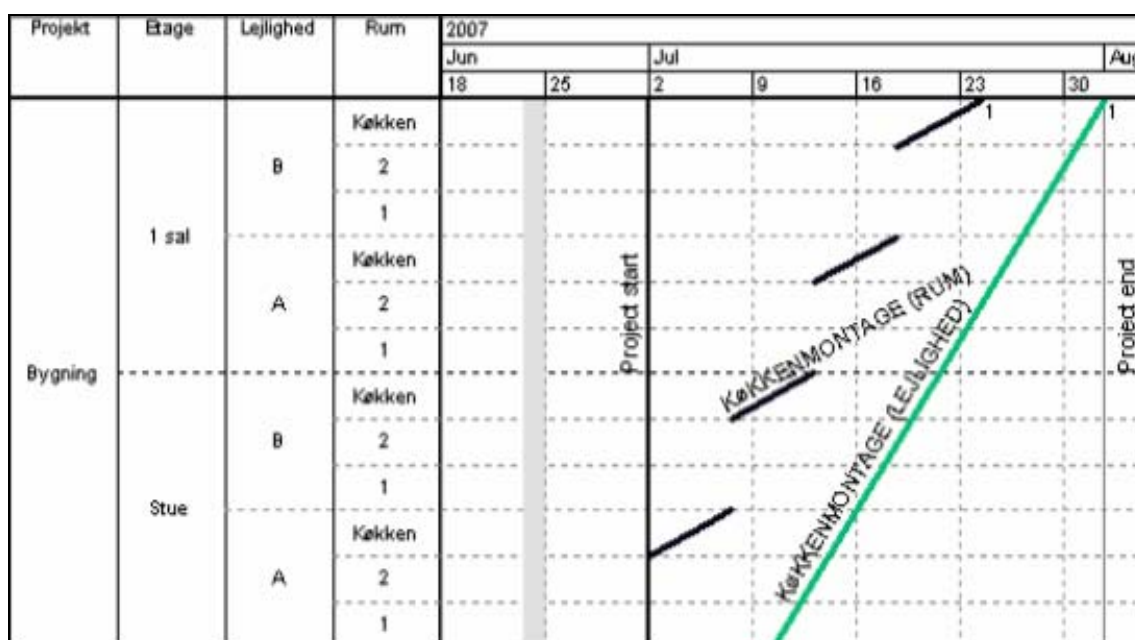 Projekt Etage Lejlighed Rum 2007
Jun Jul Aug
18 25 2 9 16 23 30
Køkken 1 1
B 2
1
1 sal
Køkken
A 2
1
Project start
Project end
KØKKENMONTAGE (RUM)
KØKKENMONTAGE (LEJLIGHED)
Bygning
Køkken
B 2
1
Stue
Køkken
A 2
1